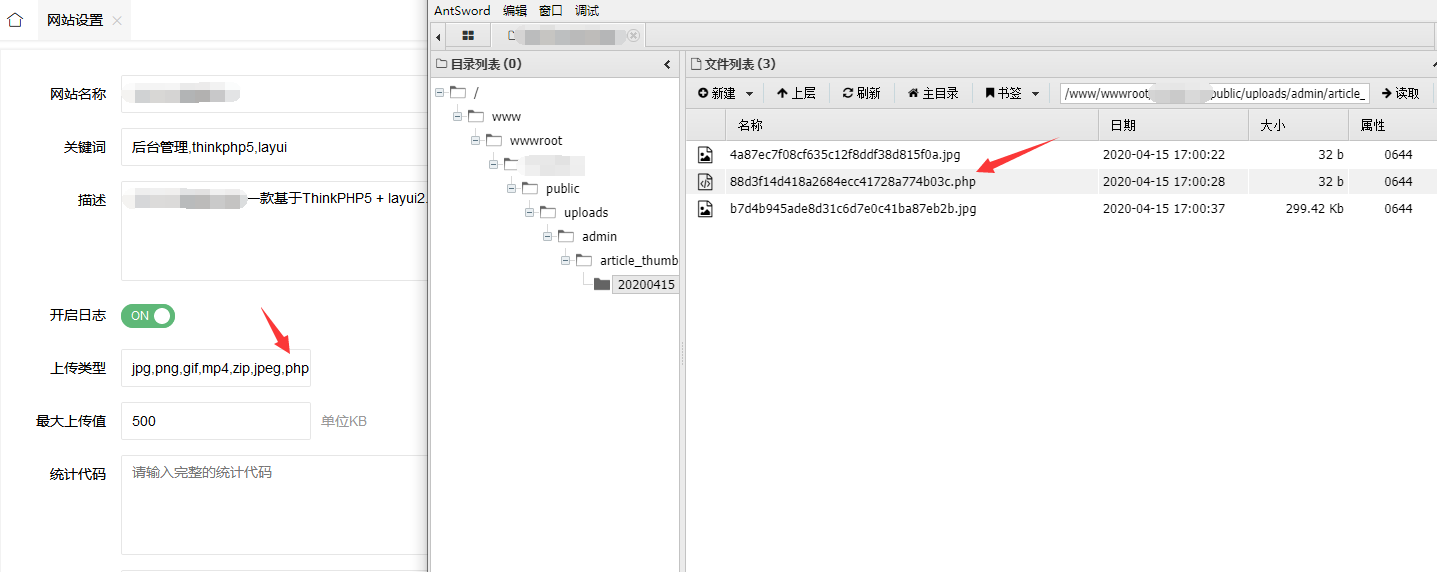 网站设置
网站名称
关键词
后台管理,thinkphp5,layui
描述
一款基于ThinkPHP5 + layui2.
开启日志
ON
上传类型
jpg,png,gif,mp4,zip,jpeg,php
最大上传值
500
单位KB
统计代码
请输入完整的统计代码
AntSword 编辑 窗口 调试
目录列表 (0)
/
www
wwwroot
public
uploads
admin
article_thumb
20200415
文件列表 (3)
新建 上层 刷新 主目录 书签 /www/wwwroot public/uploads/admin/article_ 读取
名称 日期 大小 属性
4a87ec7f08cf635c12f8ddf38d815f0a.jpg 2020-04-15 17:00:22 32 b 0644
88d3f14d418a2684ecc41728a774b03c.php 2020-04-15 17:00:28 32 b 0644
b7d4b945ade8d31c6d7e0c41ba87eb2b.jpg 2020-04-15 17:00:37 299.42 Kb 0644